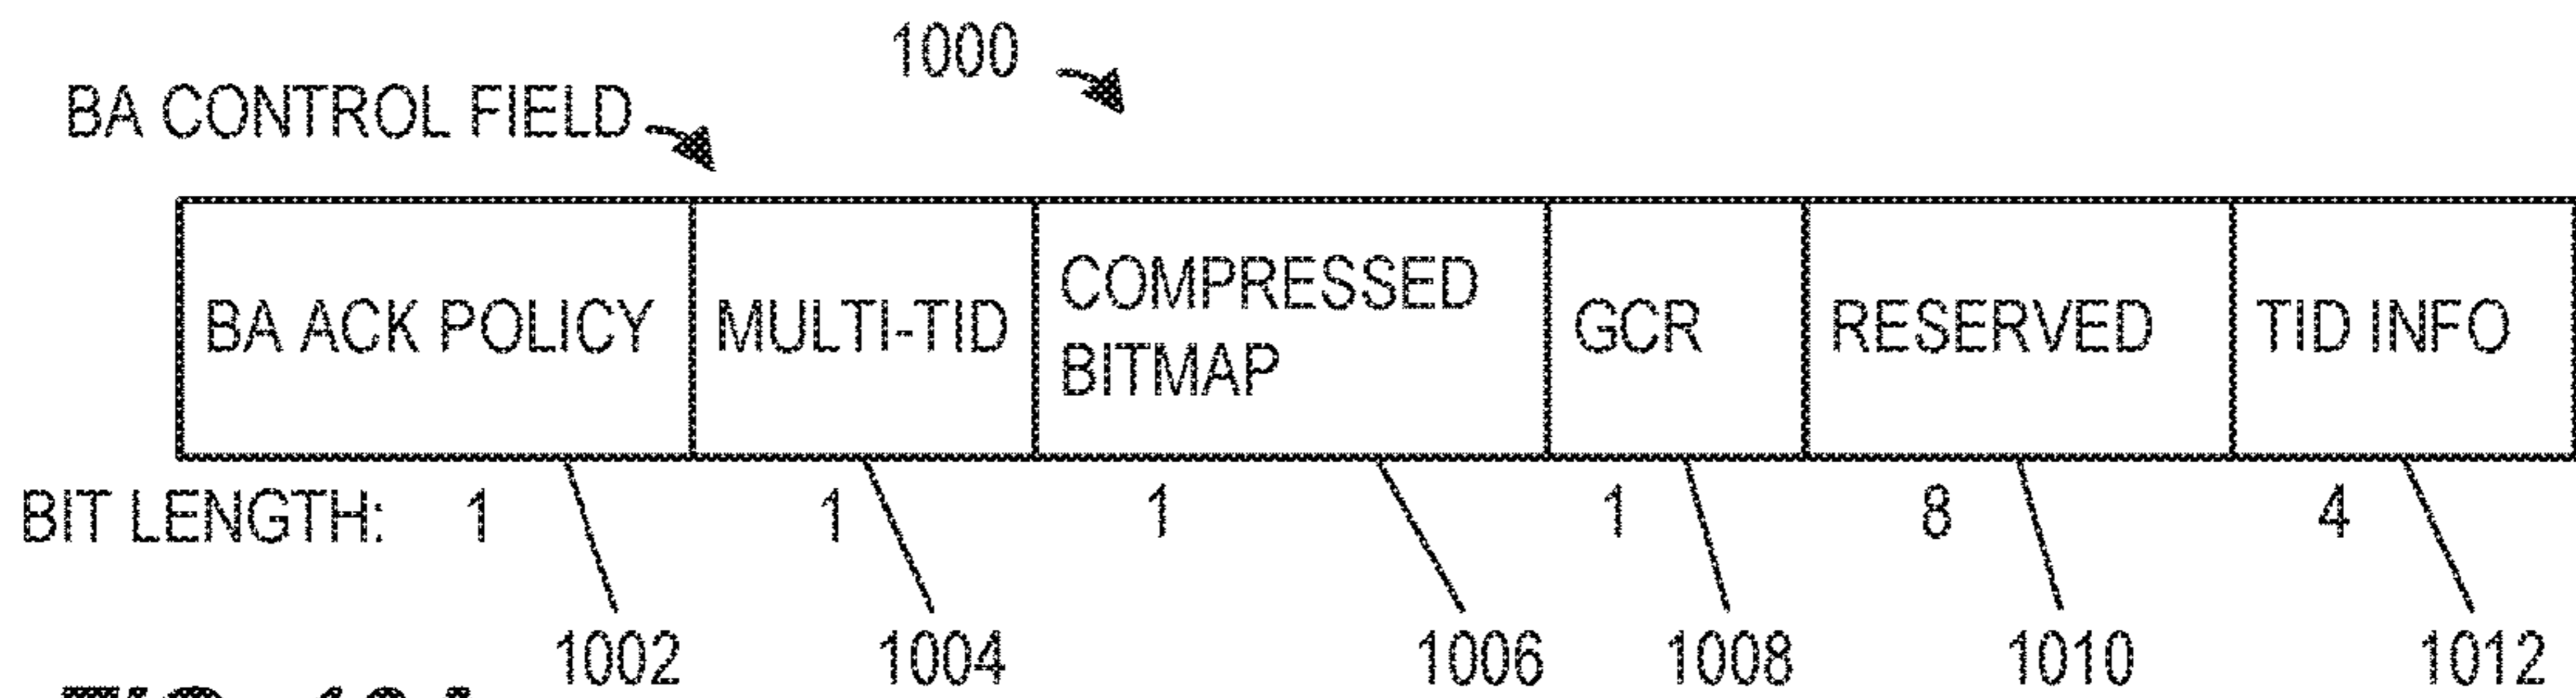 1000
BA CONTROL FIELD
BA ACK POLICY MULTI-TID COMPRESSED BITMAP GCR RESERVED TID INFO
BIT LENGTH: 1 1 1 1 8 4
1002 1004 1006 1008 1010 1012